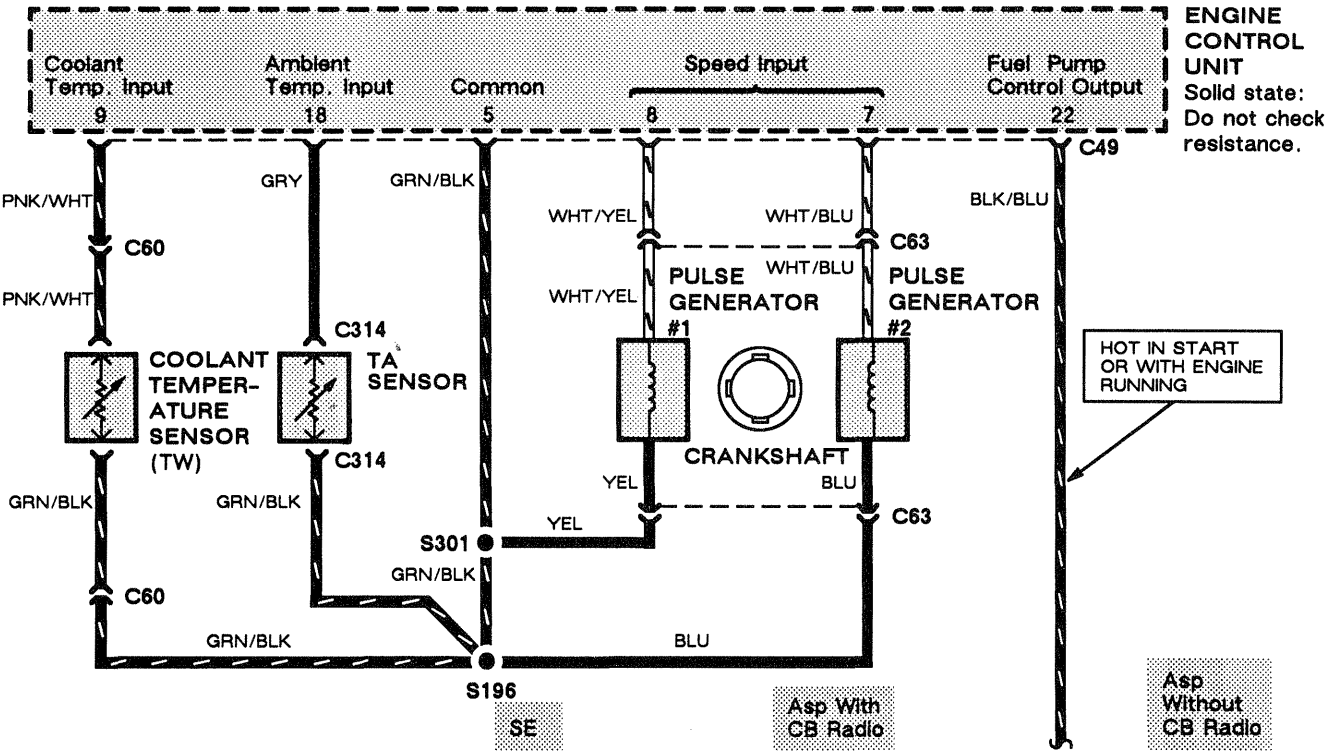 ENGINE
CONTROL
UNIT
Solid state:
Do not check
resistance.
Coolant
Temp. Input
9
Ambient
Temp. Input
18
Common
5
Speed Input
8
7
Fuel Pump
Control Output
22
C49
PNK/WHT
GRY
GRN/BLK
WHT/YEL
WHT/BLU
BLK/BLU
C60
C63
PNK/WHT
WHT/YEL
WHT/BLU
PULSE
GENERATOR
#1
PULSE
GENERATOR
#2
C314
COOLANT
TEMPER-
ATURE
SENSOR
(TW)
TA
SENSOR
C314
CRANKSHAFT
HOT IN START
OR WITH ENGINE
RUNNING
GRN/BLK
GRN/BLK
YEL
BLU
C63
YEL
S301
GRN/BLK
C60
GRN/BLK
BLU
S196
SE
Asp With
CB Radio
Asp
Without
CB Radio